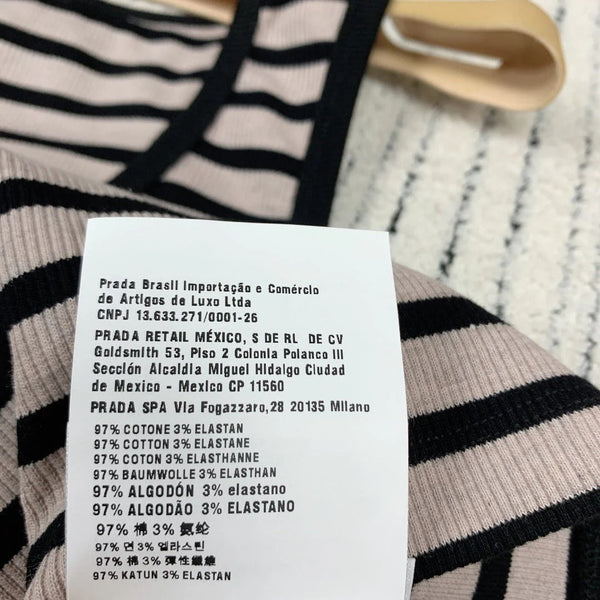 Prada Brasil Importação e Comércio
de Artigos de Luxo Ltda
CNPJ 13.633.271/0001-26
PRADA RETAIL MÉXICO, S DE RL DE CV
Goldsmith 53, Piso 2 Colonia Polanco III
Sección Alcaldia Miguel Hidalgo Ciudad
de Mexico - Mexico CP 11560
PRADA SPA Via Fogazzaro,28 20135 Milano
97% COTONE 3% ELASTAN
97% COTTON 3% ELASTANE
97% COTON 3% ELASTHANNE
97% BAUMWOLLE 3% ELASTHAN
97% ALGODÓN 3% elastano
97% ALGODÃO 3% ELASTANO
97% 棉 3% 氨纶
97% 면 3% 엘라스틴
97% 棉 3% 彈性纖維
97% KATUN 3% ELASTAN